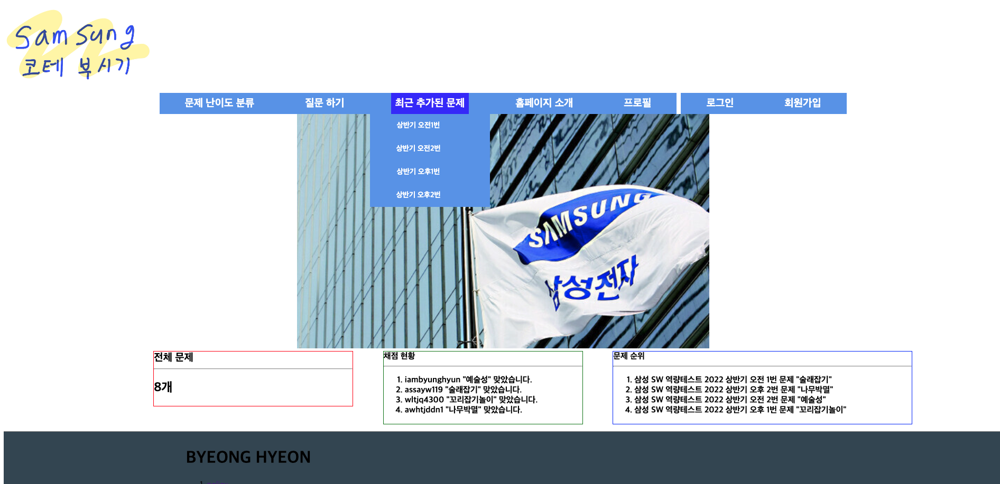 Samsung
코테 부시기
문제 난이도 분류 질문 하기 최근 추가된 문제 홈페이지 소개 프로필 로그인 회원가입
상반기 오전1번
상반기 오전2번
상반기 오후1번
상반기 오후2번
SAMSUNG
삼성전자
전체 문제
8개
채점 현황
1. iambyunghyun "예술성" 맞았습니다.
2. assayw119 "술래잡기" 맞았습니다.
3. wltjq4300 "꼬리잡기놀이" 맞았습니다.
4. awhtjddn1 "나무박멸" 맞았습니다.
문제 순위
1. 삼성 SW 역량테스트 2022 상반기 오전 1번 문제 "술래잡기"
2. 삼성 SW 역량테스트 2022 상반기 오후 2번 문제 "나무박멸"
3. 삼성 SW 역량테스트 2022 상반기 오전 2번 문제 "예술성"
4. 삼성 SW 역량테스트 2022 상반기 오후 1번 문제 "꼬리잡기놀이"
BYEONG HYEON